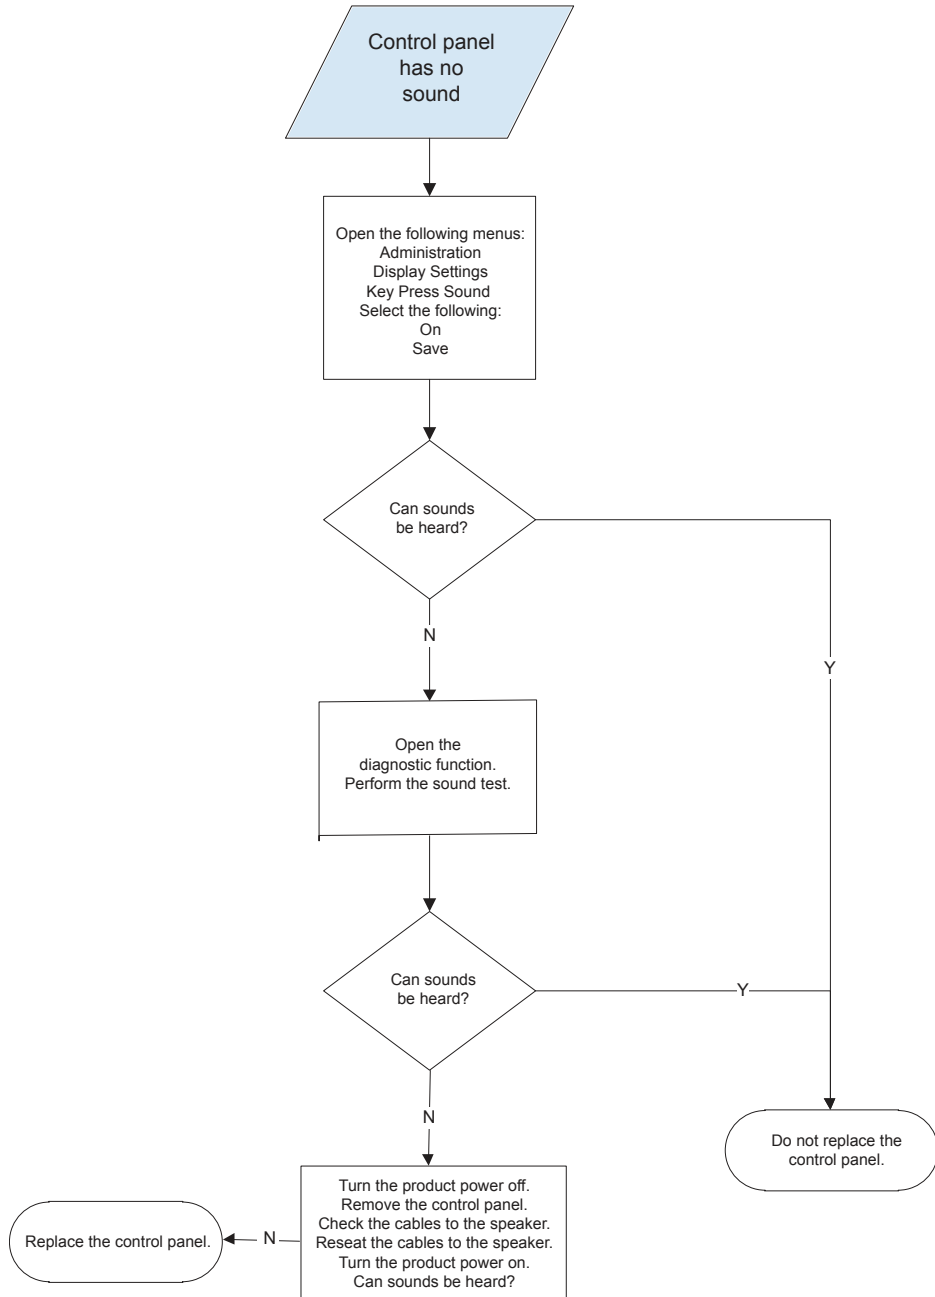 Control panel
has no
sound
Open the following menus:
Administration
Display Settings
Key Press Sound
Select the following:
On
Save
Can sounds
be heard?
N
Y
Open the
diagnostic function.
Perform the sound test.
Can sounds
be heard?
Y
N
Do not replace the
control panel.
Turn the product power off.
Remove the control panel.
Check the cables to the speaker.
Reseat the cables to the speaker.
Turn the product power on.
Can sounds be heard?
N
Replace the control panel.